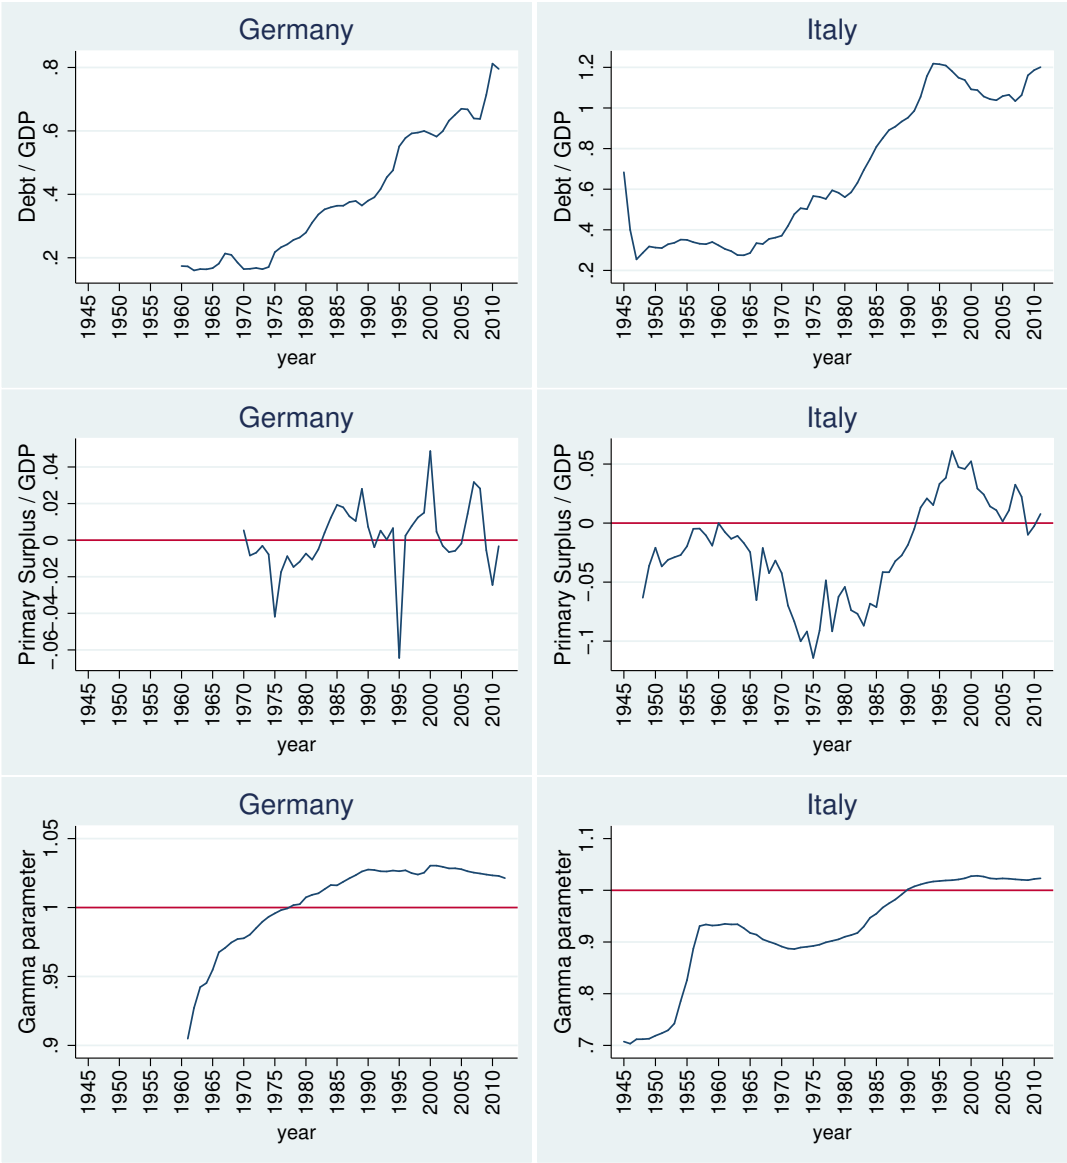 Germany
Debt / GDP
.8
.6
.4
.2
1945 1950 1955 1960 1965 1970 1975 1980 1985 1990 1995 2000 2005 2010
year
Italy
Debt / GDP
1.2
1
.8
.6
.4
.2
1945 1950 1955 1960 1965 1970 1975 1980 1985 1990 1995 2000 2005 2010
year
Germany
Primary Surplus / GDP
.04
.02
0
-.02
-.04
-.06
1945 1950 1955 1960 1965 1970 1975 1980 1985 1990 1995 2000 2005 2010
year
Italy
Primary Surplus / GDP
.05
0
-.05
-.1
1945 1950 1955 1960 1965 1970 1975 1980 1985 1990 1995 2000 2005 2010
year
Germany
Gamma parameter
1.05
1
.95
.9
1945 1950 1955 1960 1965 1970 1975 1980 1985 1990 1995 2000 2005 2010
year
Italy
Gamma parameter
1.1
1
.9
.8
.7
1945 1950 1955 1960 1965 1970 1975 1980 1985 1990 1995 2000 2005 2010
year